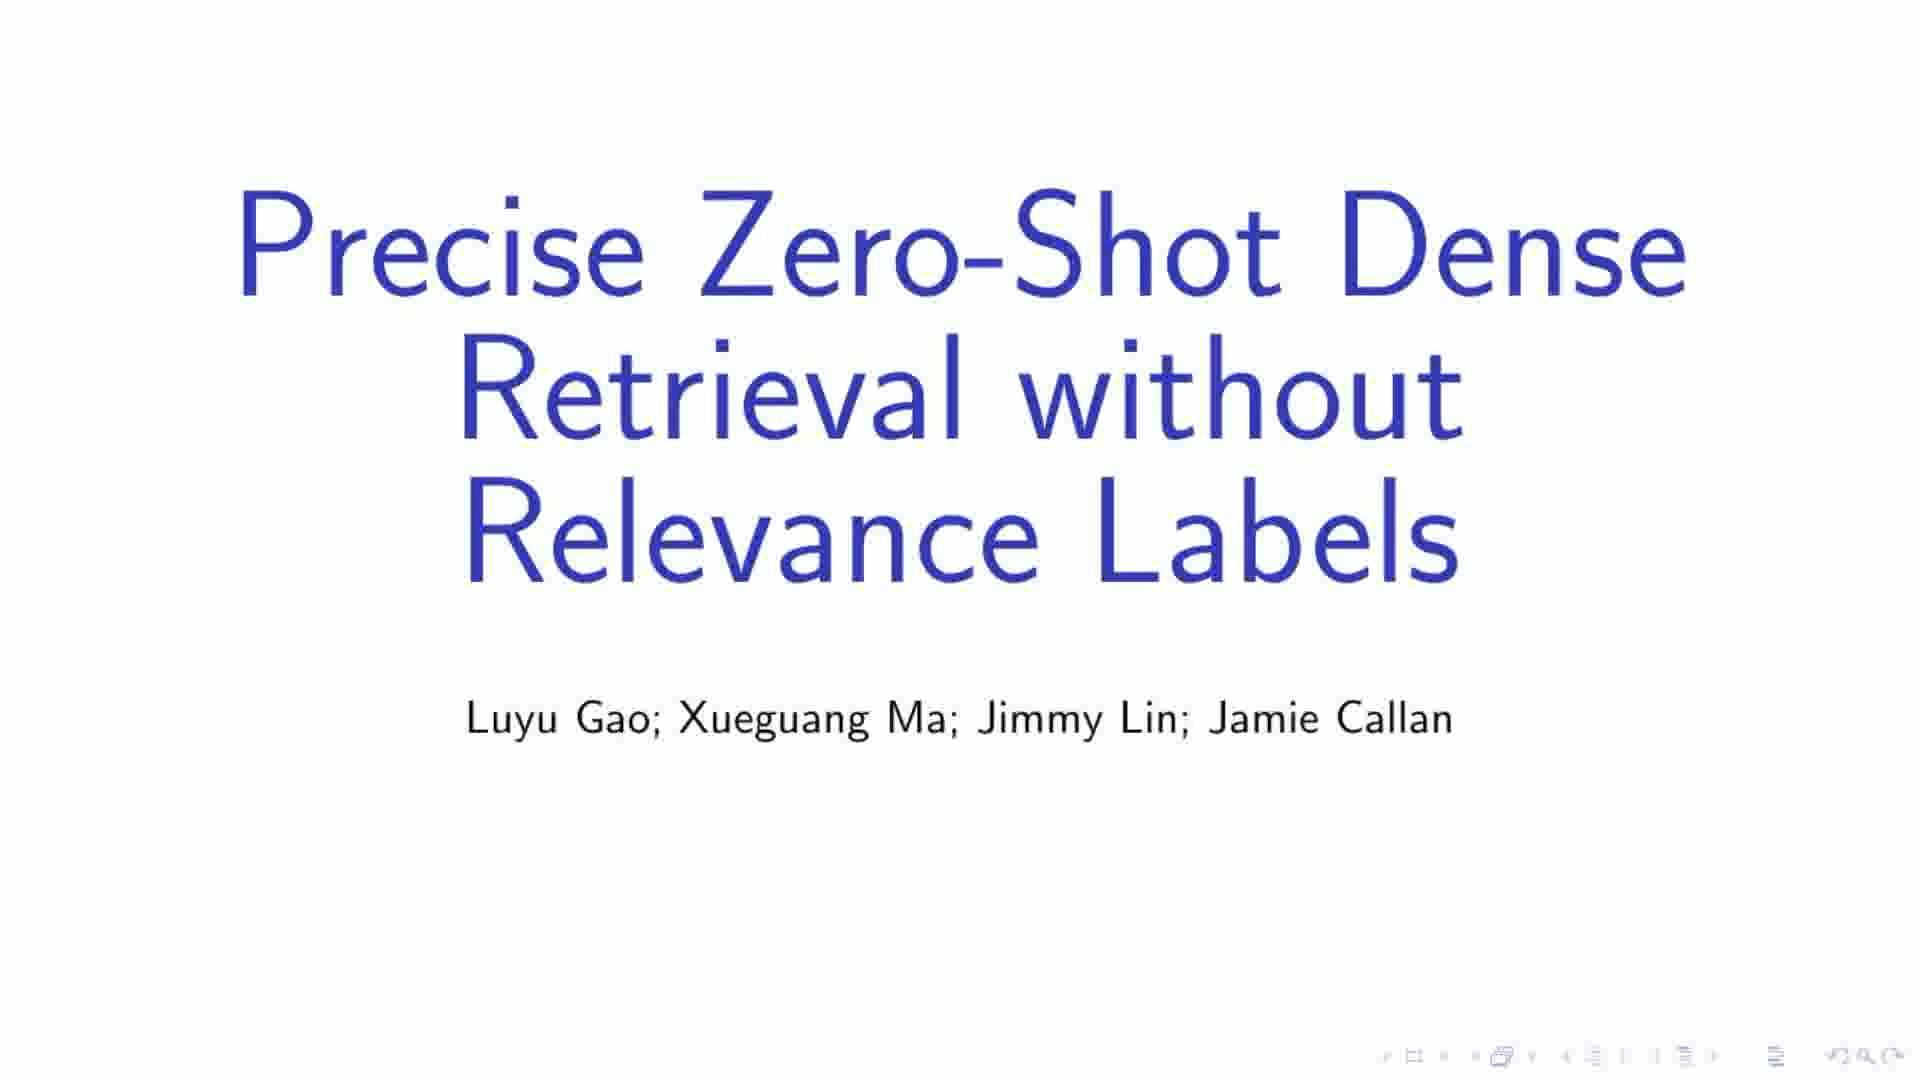 Precise Zero-Shot Dense
Retrieval without
Relevance Labels
Luyu Gao; Xueguang Ma; Jimmy Lin; Jamie Callan